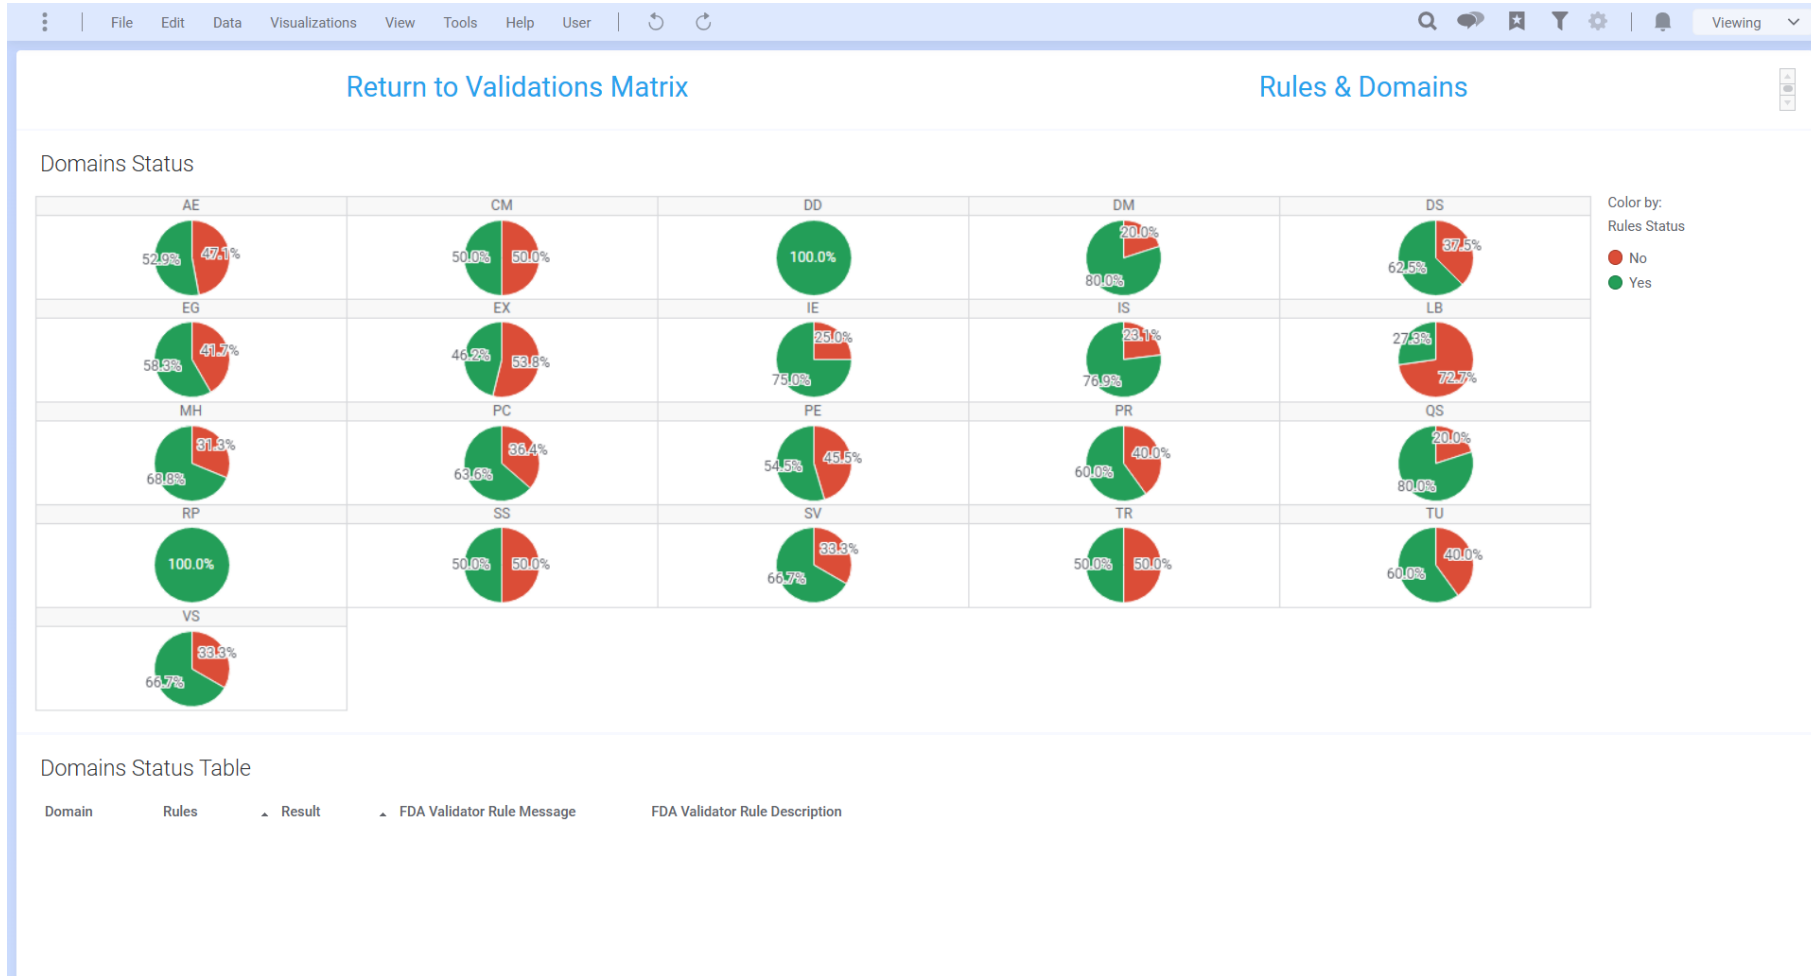 File Edit Data Visualizations View Tools Help User Viewing
Return to Validations Matrix Rules & Domains
Domains Status
AE CM DD DM DS
52.9% 47.1% 50.0% 50.0% 100.0% 20.0% 80.0% 37.5% 62.5%
EG EX IE IS LB
58.3% 41.7% 46.2% 53.8% 25.0% 75.0% 23.1% 76.9% 27.3% 72.7%
MH PC PE PR QS
31.3% 68.8% 36.4% 63.6% 54.5% 45.5% 60.0% 40.0% 20.0% 80.0%
RP SS SV TR TU
100.0% 50.0% 50.0% 33.3% 66.7% 50.0% 50.0% 60.0% 40.0%
VS
33.3% 66.7%
Color by:
Rules Status
No
Yes
Domains Status Table
Domain Rules Result FDA Validator Rule Message FDA Validator Rule Description